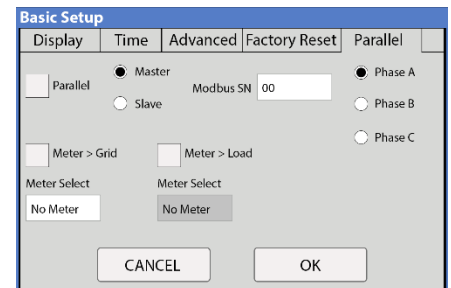 Basic Setup
Display Time Advanced Factory Reset Parallel
Parallel
Master
Slave
Modbus SN 00
Phase A
Phase B
Phase C
Meter > Grid Meter > Load
Meter Select Meter Select
No Meter No Meter
CANCEL OK